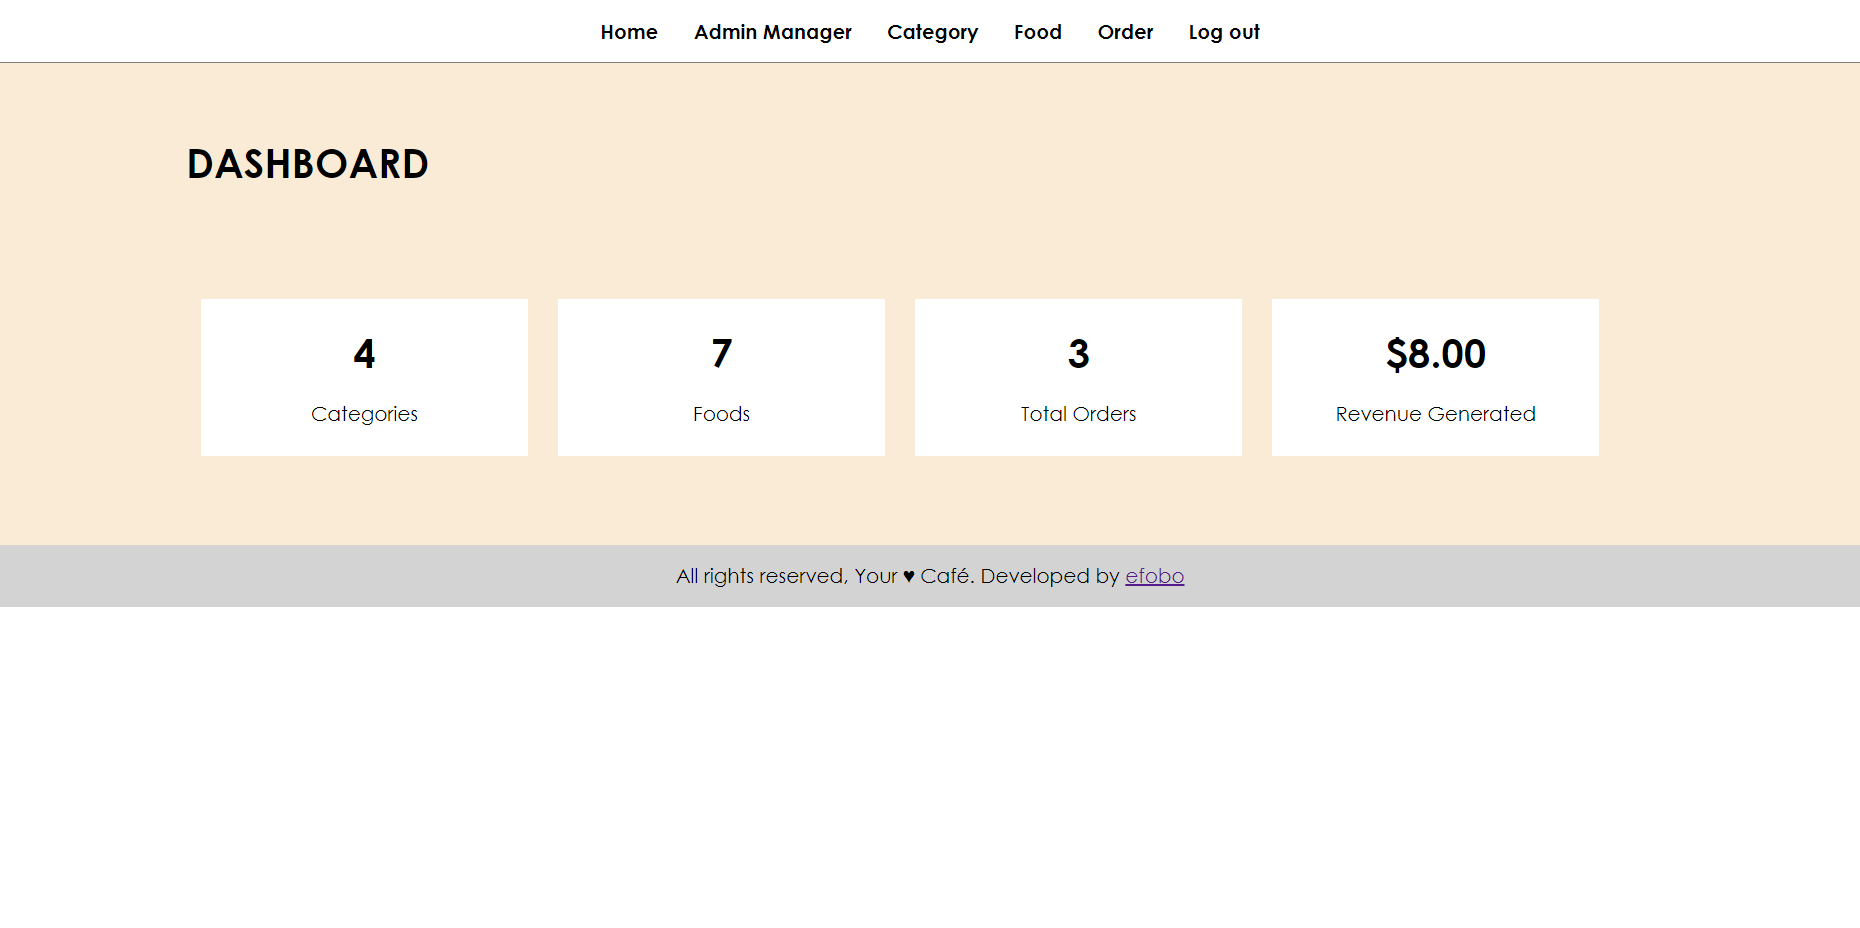 Home Admin Manager Category Food Order Log out
DASHBOARD
4
Categories
7
Foods
3
Total Orders
$8.00
Revenue Generated
All rights reserved, Your ♥ Café. Developed by efobo